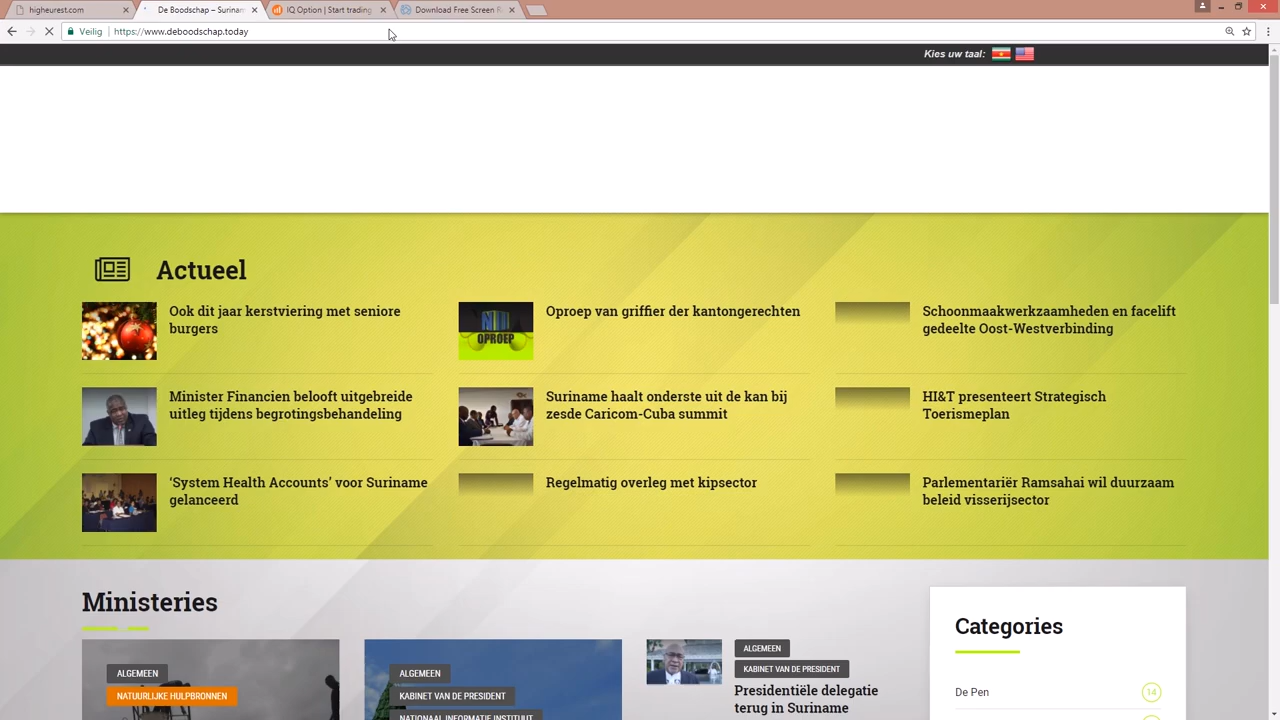 higheurest.com
De Boodschap – Surinam
IQ Option | Start trading
Download Free Screen R
Veilig
https://www.deboodschap.today
Kies uw taal:
Actueel
Ook dit jaar kerstviering met seniore
burgers
OPROEP
Oproep van griffier der kantongerechten
Schoonmaakwerkzaamheden en facelift
gedeelte Oost-Westverbinding
Minister Financien belooft uitgebreide
uitleg tijdens begrotingsbehandeling
Suriname haalt onderste uit de kan bij
zesde Caricom-Cuba summit
HI&T presenteert Strategisch
Toerismeplan
‘System Health Accounts’ voor Suriname
gelanceerd
Regelmatig overleg met kipsector
Parlementariër Ramsahai wil duurzaam
beleid visserijsector
Ministeries
ALGEMEEN
NATUURLIJKE HULPBRONNEN
ALGEMEEN
KABINET VAN DE PRESIDENT
NATIONAAL INFORMATIE INSTITUUT
ALGEMEEN
KABINET VAN DE PRESIDENT
Presidentiële delegatie
terug in Suriname
Categories
De Pen
14